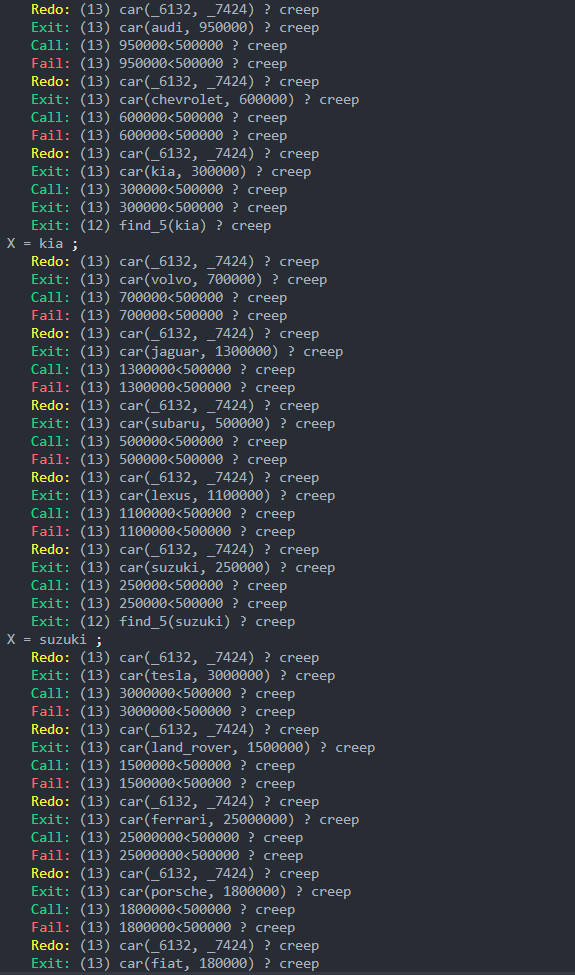 Redo: (13) car(_6132, _7424) ? creep
Exit: (13) car(audi, 950000) ? creep
Call: (13) 950000<500000 ? creep
Fail: (13) 950000<500000 ? creep
Redo: (13) car(_6132, _7424) ? creep
Exit: (13) car(chevrolet, 600000) ? creep
Call: (13) 600000<500000 ? creep
Fail: (13) 600000<500000 ? creep
Redo: (13) car(_6132, _7424) ? creep
Exit: (13) car(kia, 300000) ? creep
Call: (13) 300000<500000 ? creep
Exit: (13) 300000<500000 ? creep
Exit: (12) find_5(kia) ? creep
X = kia ;
Redo: (13) car(_6132, _7424) ? creep
Exit: (13) car(volvo, 700000) ? creep
Call: (13) 700000<500000 ? creep
Fail: (13) 700000<500000 ? creep
Redo: (13) car(_6132, _7424) ? creep
Exit: (13) car(jaguar, 1300000) ? creep
Call: (13) 1300000<500000 ? creep
Fail: (13) 1300000<500000 ? creep
Redo: (13) car(_6132, _7424) ? creep
Exit: (13) car(subaru, 500000) ? creep
Call: (13) 500000<500000 ? creep
Fail: (13) 500000<500000 ? creep
Redo: (13) car(_6132, _7424) ? creep
Exit: (13) car(lexus, 1100000) ? creep
Call: (13) 1100000<500000 ? creep
Fail: (13) 1100000<500000 ? creep
Redo: (13) car(_6132, _7424) ? creep
Exit: (13) car(suzuki, 250000) ? creep
Call: (13) 250000<500000 ? creep
Exit: (13) 250000<500000 ? creep
Exit: (12) find_5(suzuki) ? creep
X = suzuki ;
Redo: (13) car(_6132, _7424) ? creep
Exit: (13) car(tesla, 3000000) ? creep
Call: (13) 3000000<500000 ? creep
Fail: (13) 3000000<500000 ? creep
Redo: (13) car(_6132, _7424) ? creep
Exit: (13) car(land_rover, 1500000) ? creep
Call: (13) 1500000<500000 ? creep
Fail: (13) 1500000<500000 ? creep
Redo: (13) car(_6132, _7424) ? creep
Exit: (13) car(ferrari, 25000000) ? creep
Call: (13) 25000000<500000 ? creep
Fail: (13) 25000000<500000 ? creep
Redo: (13) car(_6132, _7424) ? creep
Exit: (13) car(porsche, 1800000) ? creep
Call: (13) 1800000<500000 ? creep
Fail: (13) 1800000<500000 ? creep
Redo: (13) car(_6132, _7424) ? creep
Exit: (13) car(fiat, 180000) ? creep